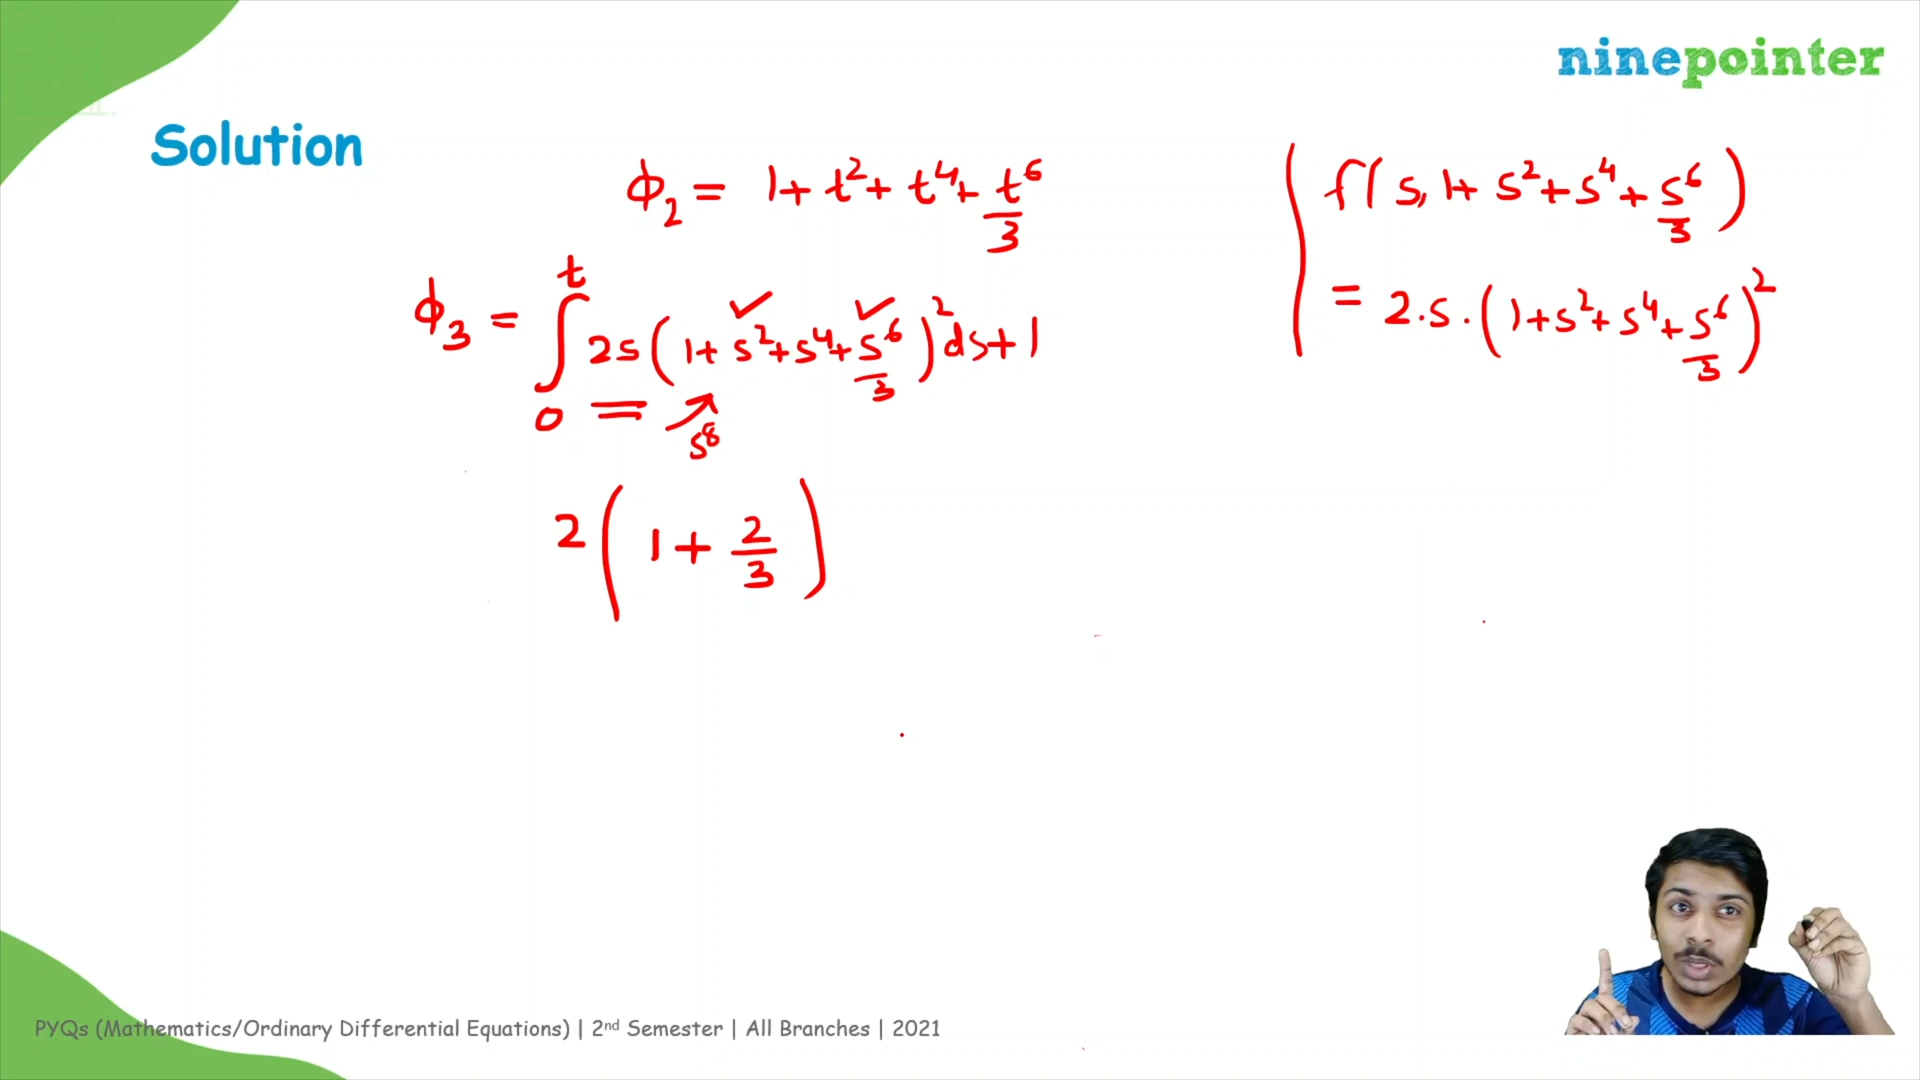 ninepointer
Solution
ϕ₂ = 1 + t² + t⁴ + t⁶/3
f(s, 1 + s² + s⁴ + s⁶/3)
ϕ₃ = ∫₀ᵗ 2s(1 + s² + s⁴ + s⁶/3)² ds + 1
= 2·s·(1 + s² + s⁴ + s⁶/3)²
s⁸
2(1 + 2/3)
PYQs (Mathematics/Ordinary Differential Equations) | 2nd Semester | All Branches | 2021